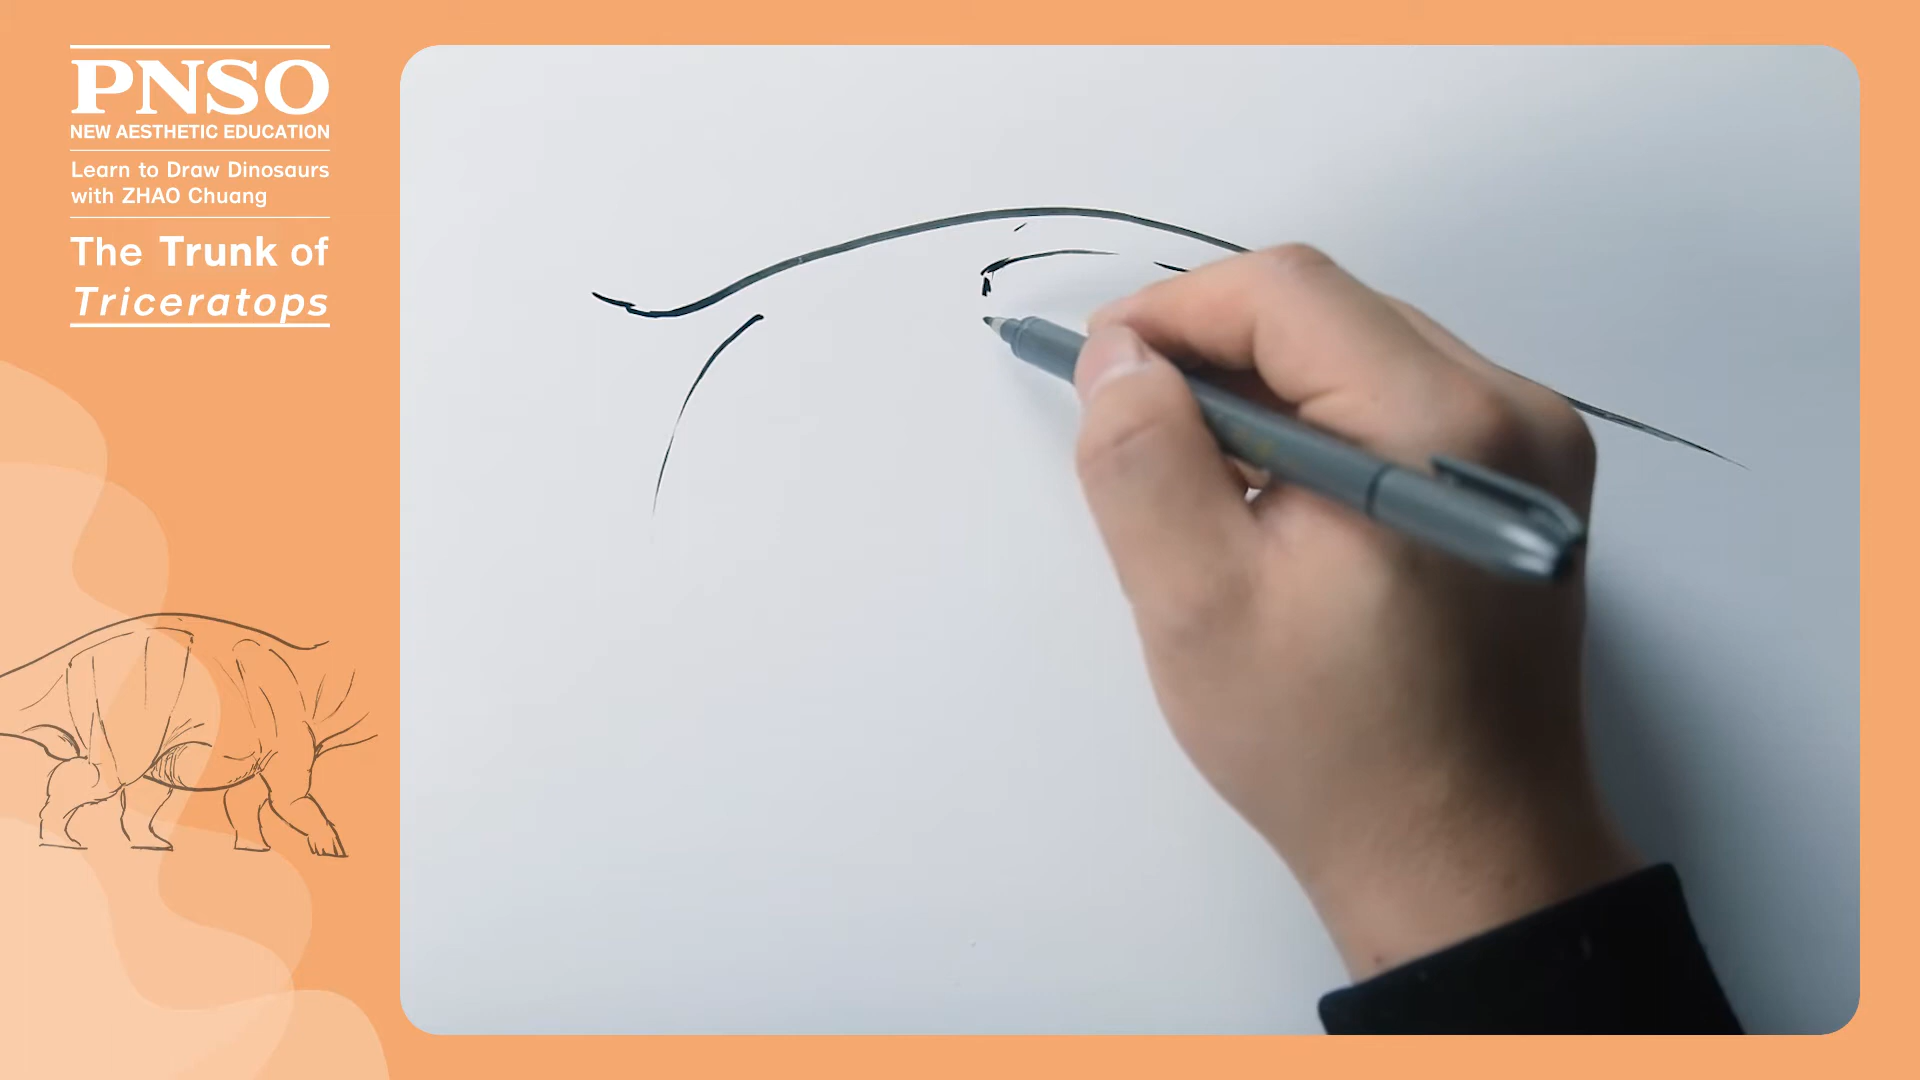 PNSO
NEW AESTHETIC EDUCATION
Learn to Draw Dinosaurs
with ZHAO Chuang
The Trunk of
Triceratops